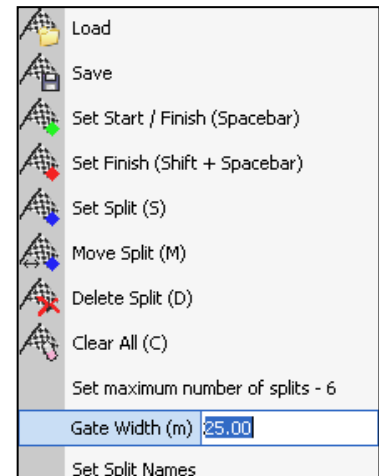 Load
Save
Set Start / Finish (Spacebar)
Set Finish (Shift + Spacebar)
Set Split (S)
Move Split (M)
Delete Split (D)
Clear All (C)
Set maximum number of splits - 6
Gate Width (m) 25.00
Set Split Names